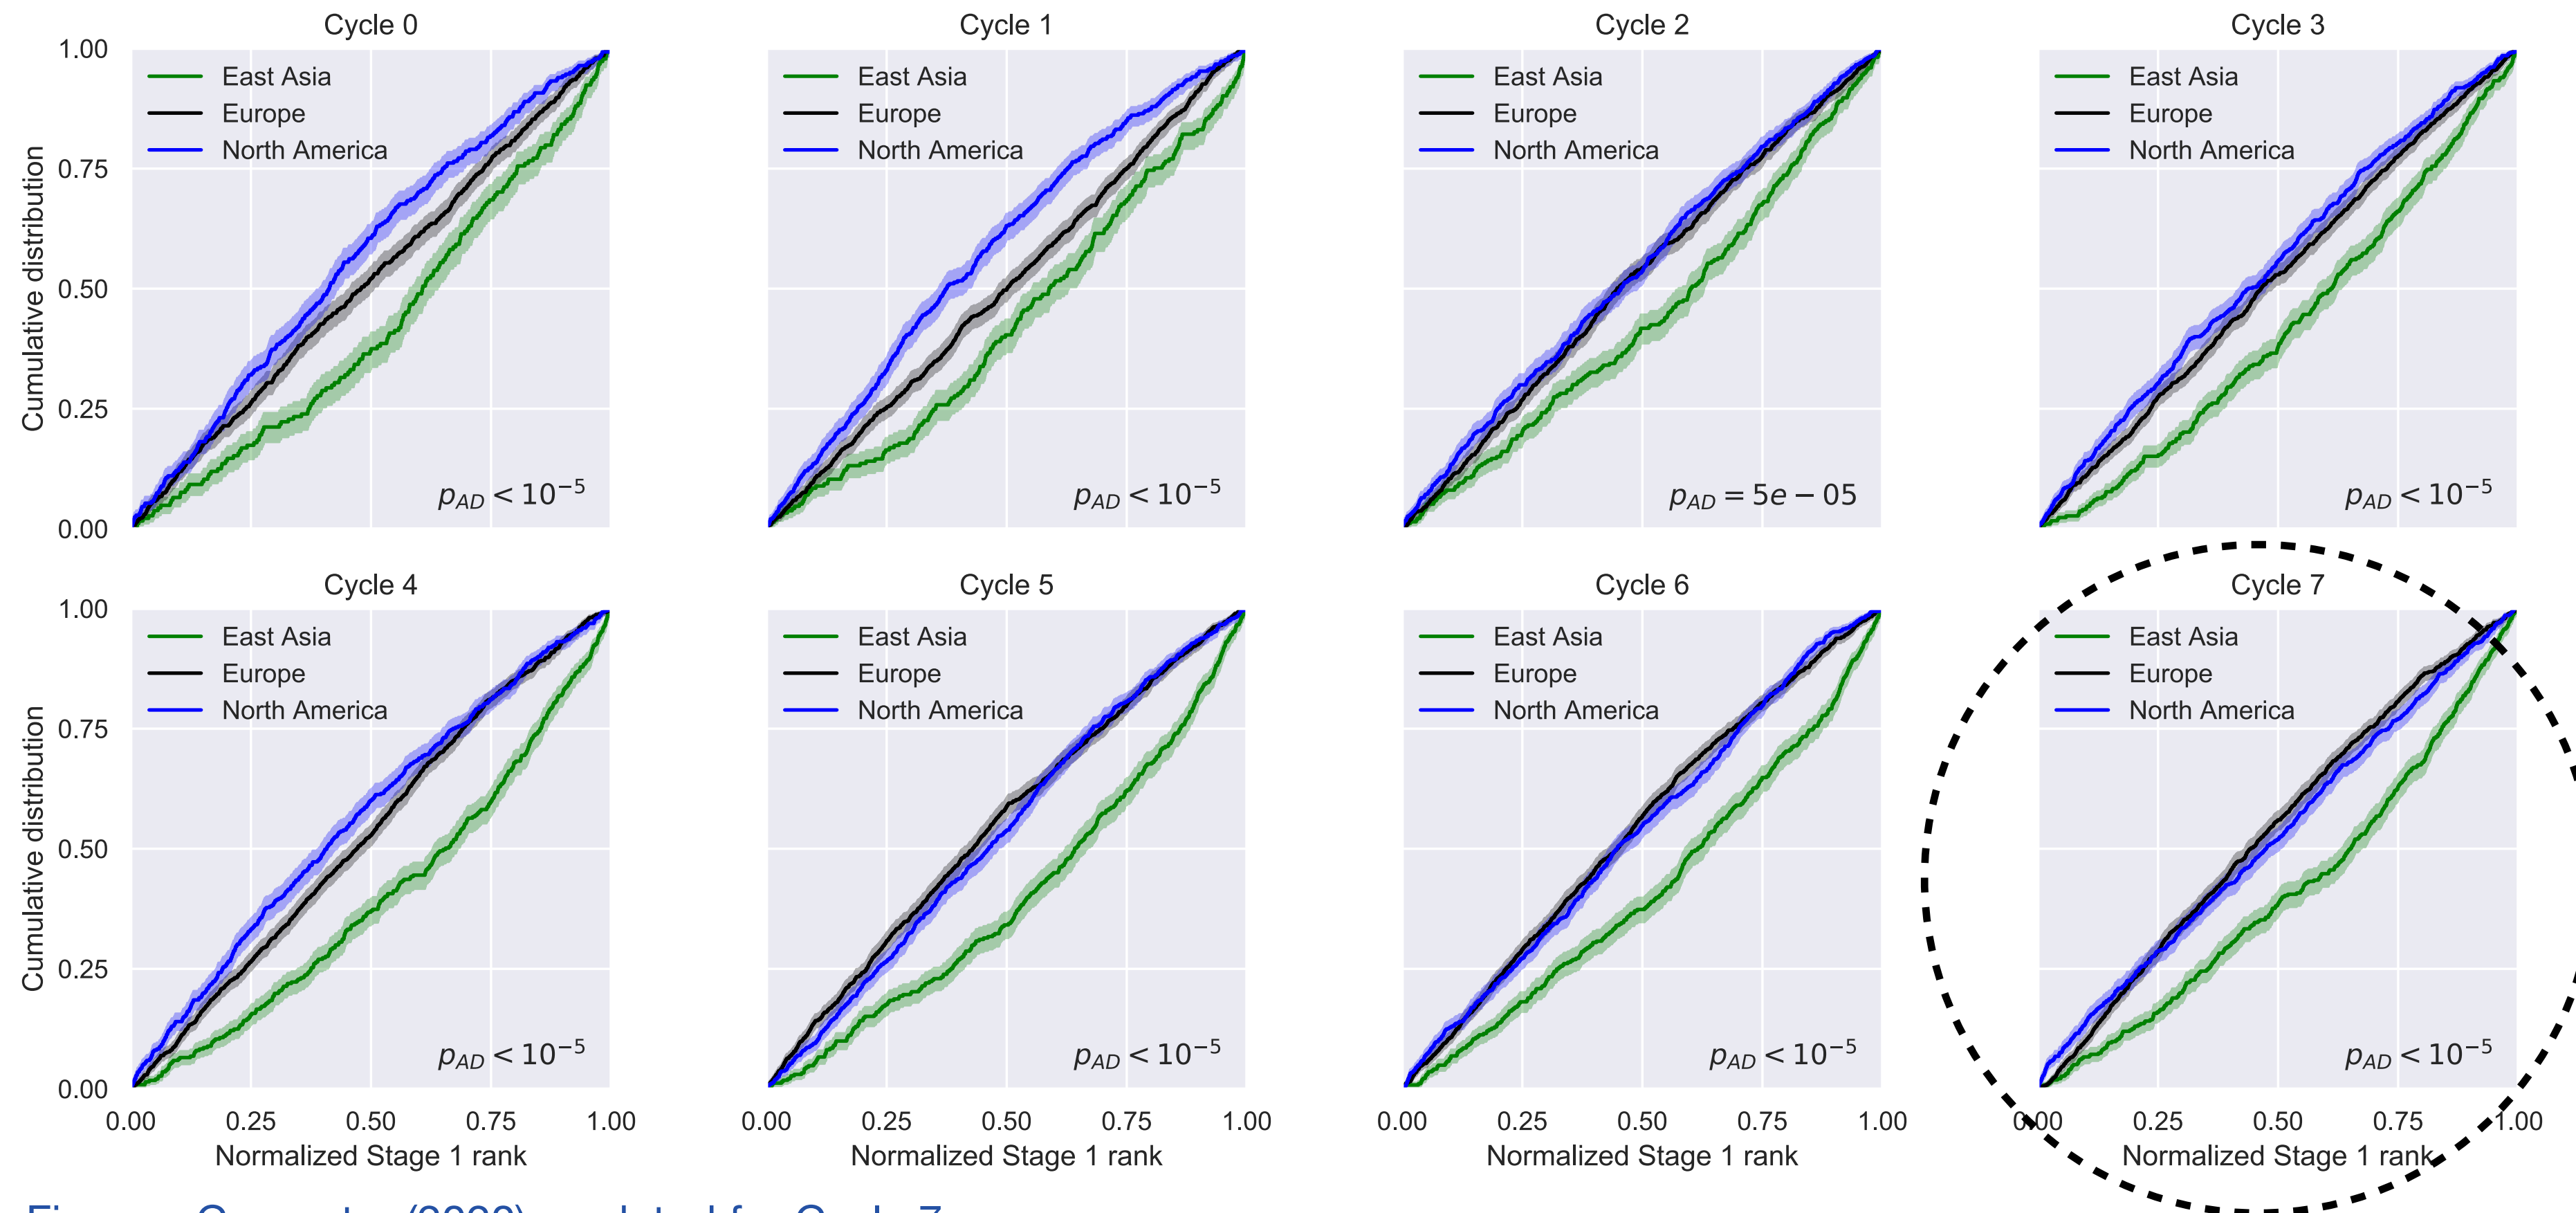 Cycle 0
1.00
0.75
0.50
0.25
0.00
Cumulative distribution
East Asia
Europe
North America
p_AD < 10^−5
Cycle 1
East Asia
Europe
North America
p_AD < 10^−5
Cycle 2
East Asia
Europe
North America
p_AD = 5e − 05
Cycle 3
East Asia
Europe
North America
p_AD < 10^−5
Cycle 4
1.00
0.75
0.50
0.25
0.00
Cumulative distribution
East Asia
Europe
North America
p_AD < 10^−5
0.00 0.25 0.50 0.75 1.00
Normalized Stage 1 rank
Cycle 5
East Asia
Europe
North America
p_AD < 10^−5
0.00 0.25 0.50 0.75 1.00
Normalized Stage 1 rank
Cycle 6
East Asia
Europe
North America
p_AD < 10^−5
0.00 0.25 0.50 0.75 1.00
Normalized Stage 1 rank
Cycle 7
East Asia
Europe
North America
p_AD < 10^−5
0.00 0.25 0.50 0.75 1.00
Normalized Stage 1 rank
for Cycle 7